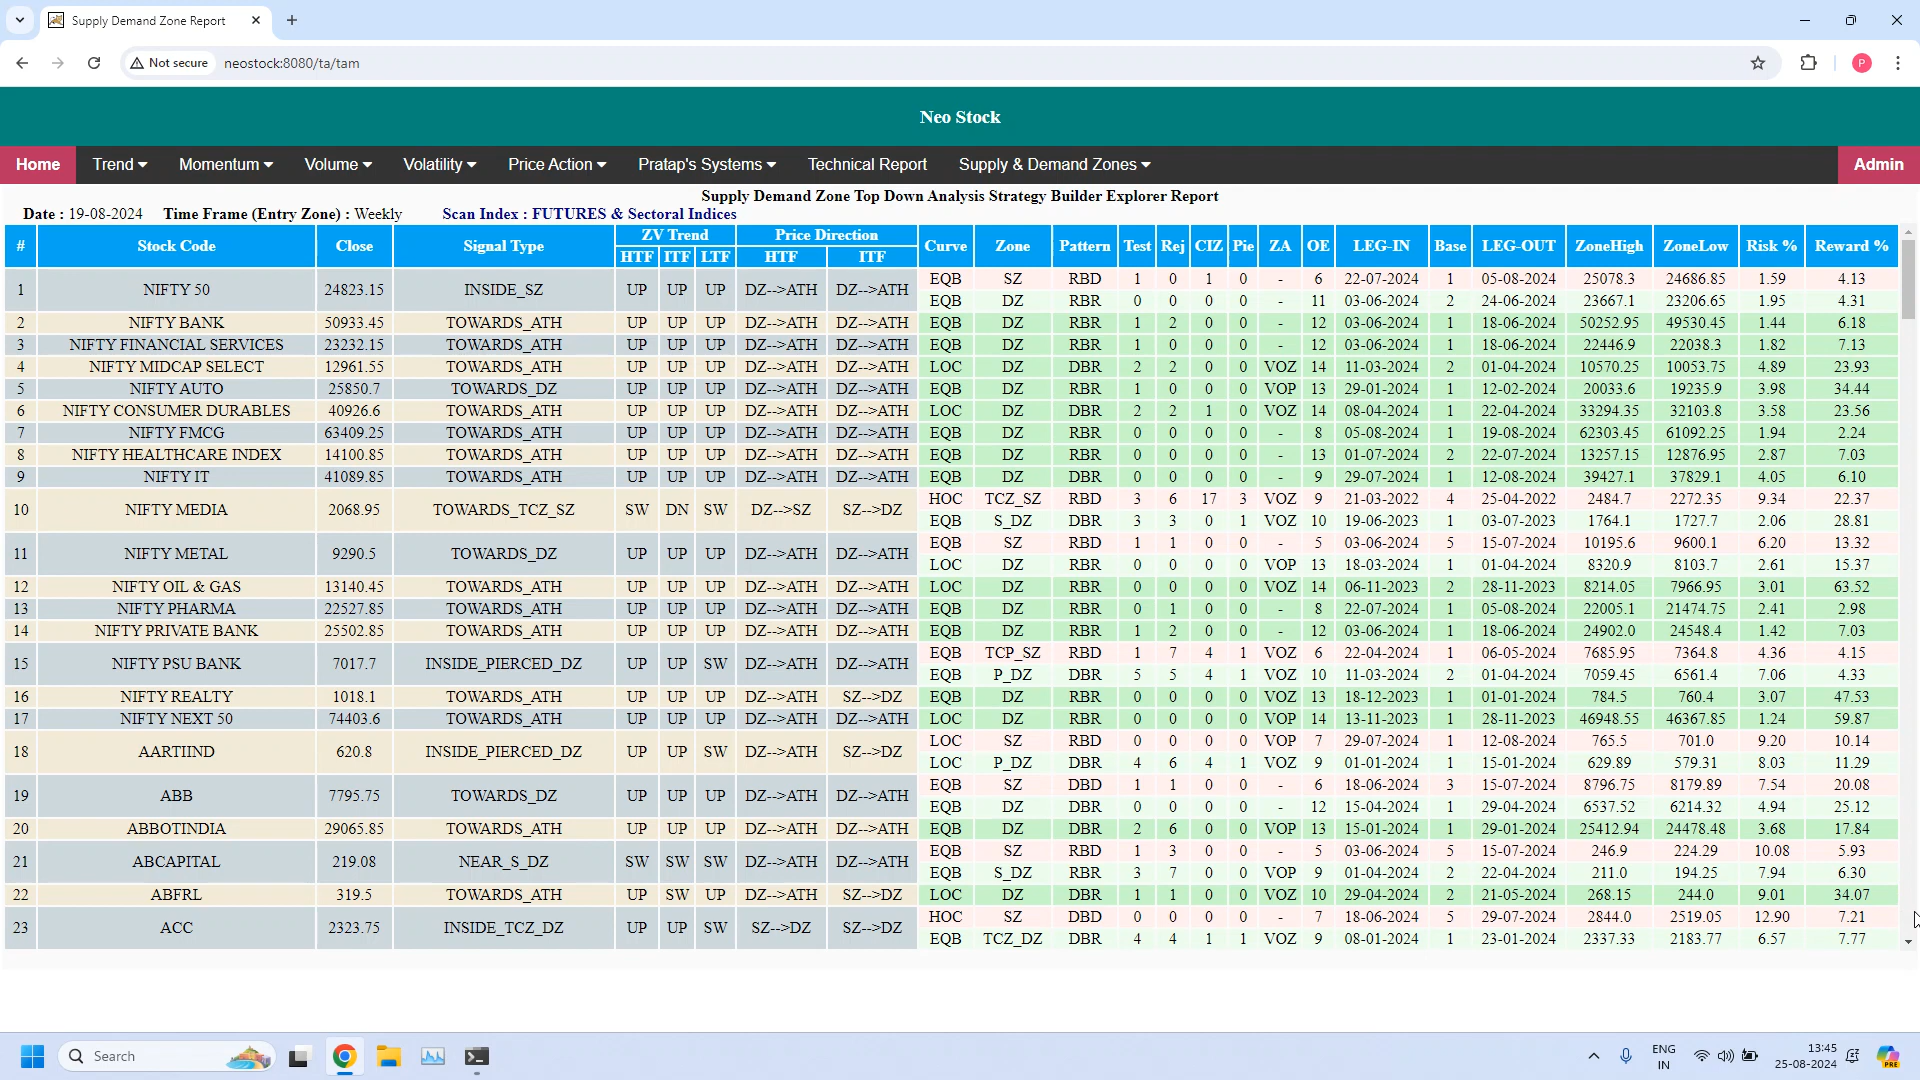 Supply Demand Zone Report
Not secure
neostock:8080/ta/tam
P
Neo Stock
Home Trend Momentum Volume Volatility Price Action Pratap's Systems Technical Report Supply & Demand Zones Admin
Supply Demand Zone Top Down Analysis Strategy Builder Explorer Report
Date : 19-08-2024 Time Frame (Entry Zone) : Weekly Scan Index : FUTURES & Sectoral Indices
# Stock Code Close Signal Type ZV Trend Price Direction Curve Zone Pattern Test Rej CIZ Pie ZA OE LEG-IN Base LEG-OUT ZoneHigh ZoneLow Risk % Reward %
HTF ITF LTF HTF ITF
1 NIFTY 50 24823.15 INSIDE_SZ UP UP UP DZ-->ATH DZ-->ATH EQB SZ RBD 1 0 1 0 - 6 22-07-2024 1 05-08-2024 25078.3 24686.85 1.59 4.13
EQB DZ RBR 0 0 0 0 - 11 03-06-2024 2 24-06-2024 23667.1 23206.65 1.95 4.31
2 NIFTY BANK 50933.45 TOWARDS_ATH UP UP UP DZ-->ATH DZ-->ATH EQB DZ RBR 1 2 0 0 - 12 03-06-2024 1 18-06-2024 50252.95 49530.45 1.44 6.18
3 NIFTY FINANCIAL SERVICES 23232.15 TOWARDS_ATH UP UP UP DZ-->ATH DZ-->ATH EQB DZ RBR 1 0 0 0 - 12 03-06-2024 1 18-06-2024 22446.9 22038.3 1.82 7.13
4 NIFTY MIDCAP SELECT 12961.55 TOWARDS_ATH UP UP UP DZ-->ATH DZ-->ATH LOC DZ DBR 2 2 0 0 VOZ 14 11-03-2024 2 01-04-2024 10570.25 10053.75 4.89 23.93
5 NIFTY AUTO 25850.7 TOWARDS_DZ UP UP UP DZ-->ATH DZ-->ATH EQB DZ RBR 1 0 0 0 VOP 13 29-01-2024 1 12-02-2024 20033.6 19235.9 3.98 34.44
6 NIFTY CONSUMER DURABLES 40926.6 TOWARDS_ATH UP UP UP DZ-->ATH DZ-->ATH LOC DZ DBR 2 2 1 0 VOZ 14 08-04-2024 1 22-04-2024 33294.35 32103.8 3.58 23.56
7 NIFTY FMCG 63409.25 TOWARDS_ATH UP UP UP DZ-->ATH DZ-->ATH EQB DZ RBR 0 0 0 0 - 8 05-08-2024 1 19-08-2024 62303.45 61092.25 1.94 2.24
8 NIFTY HEALTHCARE INDEX 14100.85 TOWARDS_ATH UP UP UP DZ-->ATH DZ-->ATH EQB DZ RBR 0 0 0 0 - 13 01-07-2024 2 22-07-2024 13257.15 12876.95 2.87 7.03
9 NIFTY IT 41089.85 TOWARDS_ATH UP UP UP DZ-->ATH DZ-->ATH EQB DZ DBR 0 0 0 0 - 9 29-07-2024 1 12-08-2024 39427.1 37829.1 4.05 6.10
10 NIFTY MEDIA 2068.95 TOWARDS_TCZ_SZ SW DN SW DZ-->SZ SZ-->DZ HOC TCZ_SZ RBD 3 6 17 3 VOZ 9 21-03-2022 4 25-04-2022 2484.7 2272.35 9.34 22.37
EQB S_DZ DBR 3 3 0 1 VOZ 10 19-06-2023 1 03-07-2023 1764.1 1727.7 2.06 28.81
11 NIFTY METAL 9290.5 TOWARDS_DZ UP UP UP DZ-->ATH DZ-->ATH EQB SZ RBD 1 1 0 0 - 5 03-06-2024 5 15-07-2024 10195.6 9600.1 6.20 13.32
LOC DZ RBR 0 0 0 0 VOP 13 18-03-2024 1 01-04-2024 8320.9 8103.7 2.61 15.37
12 NIFTY OIL & GAS 13140.45 TOWARDS_ATH UP UP UP DZ-->ATH DZ-->ATH LOC DZ RBR 0 0 0 0 VOZ 14 06-11-2023 2 28-11-2023 8214.05 7966.95 3.01 63.52
13 NIFTY PHARMA 22527.85 TOWARDS_ATH UP UP UP DZ-->ATH DZ-->ATH EQB DZ RBR 0 1 0 0 - 8 22-07-2024 1 05-08-2024 22005.1 21474.75 2.41 2.98
14 NIFTY PRIVATE BANK 25502.85 TOWARDS_ATH UP UP UP DZ-->ATH DZ-->ATH EQB DZ RBR 1 2 0 0 - 12 03-06-2024 1 18-06-2024 24902.0 24548.4 1.42 7.03
15 NIFTY PSU BANK 7017.7 INSIDE_PIERCED_DZ UP UP SW DZ-->ATH DZ-->ATH EQB TCP_SZ RBD 1 7 4 1 VOZ 6 22-04-2024 1 06-05-2024 7685.95 7364.8 4.36 4.15
EQB P_DZ DBR 5 5 4 1 VOZ 10 11-03-2024 2 01-04-2024 7059.45 6561.4 7.06 4.33
16 NIFTY REALTY 1018.1 TOWARDS_ATH UP UP UP DZ-->ATH SZ-->DZ EQB DZ RBR 0 0 0 0 VOZ 13 18-12-2023 1 01-01-2024 784.5 760.4 3.07 47.53
17 NIFTY NEXT 50 74403.6 TOWARDS_ATH UP UP UP DZ-->ATH DZ-->ATH LOC DZ RBR 0 0 0 0 VOP 14 13-11-2023 1 28-11-2023 46948.55 46367.85 1.24 59.87
18 AARTIIND 620.8 INSIDE_PIERCED_DZ UP UP SW DZ-->ATH SZ-->DZ LOC SZ RBD 0 0 0 0 VOP 7 29-07-2024 1 12-08-2024 765.5 701.0 9.20 10.14
LOC P_DZ DBR 4 6 4 1 VOZ 9 01-01-2024 1 15-01-2024 629.89 579.31 8.03 11.29
19 ABB 7795.75 TOWARDS_DZ UP UP UP DZ-->ATH DZ-->ATH EQB SZ DBD 1 1 0 0 - 6 18-06-2024 3 15-07-2024 8796.75 8179.89 7.54 20.08
EQB DZ DBR 0 0 0 0 - 12 15-04-2024 1 29-04-2024 6537.52 6214.32 4.94 25.12
20 ABBOTINDIA 29065.85 TOWARDS_ATH UP UP UP DZ-->ATH DZ-->ATH EQB DZ DBR 2 6 0 0 VOP 13 15-01-2024 1 29-01-2024 25412.94 24478.48 3.68 17.84
21 ABCAPITAL 219.08 NEAR_S_DZ SW SW SW DZ-->ATH DZ-->ATH EQB SZ RBD 1 3 0 0 - 5 03-06-2024 5 15-07-2024 246.9 224.29 10.08 5.93
EQB S_DZ RBR 3 7 0 0 VOP 9 01-04-2024 2 22-04-2024 211.0 194.25 7.94 6.30
22 ABFRL 319.5 TOWARDS_ATH UP SW UP DZ-->ATH SZ-->DZ LOC DZ DBR 1 1 0 0 VOZ 10 29-04-2024 2 21-05-2024 268.15 244.0 9.01 34.07
23 ACC 2323.75 INSIDE_TCZ_DZ UP UP SW SZ-->DZ SZ-->DZ HOC SZ DBD 0 0 0 0 - 7 18-06-2024 5 29-07-2024 2844.0 2519.05 12.90 7.21
EQB TCZ_DZ DBR 4 4 1 1 VOZ 9 08-01-2024 1 23-01-2024 2337.33 2183.77 6.57 7.77
Search
ENG
IN
13:45
25-08-2024
PRE